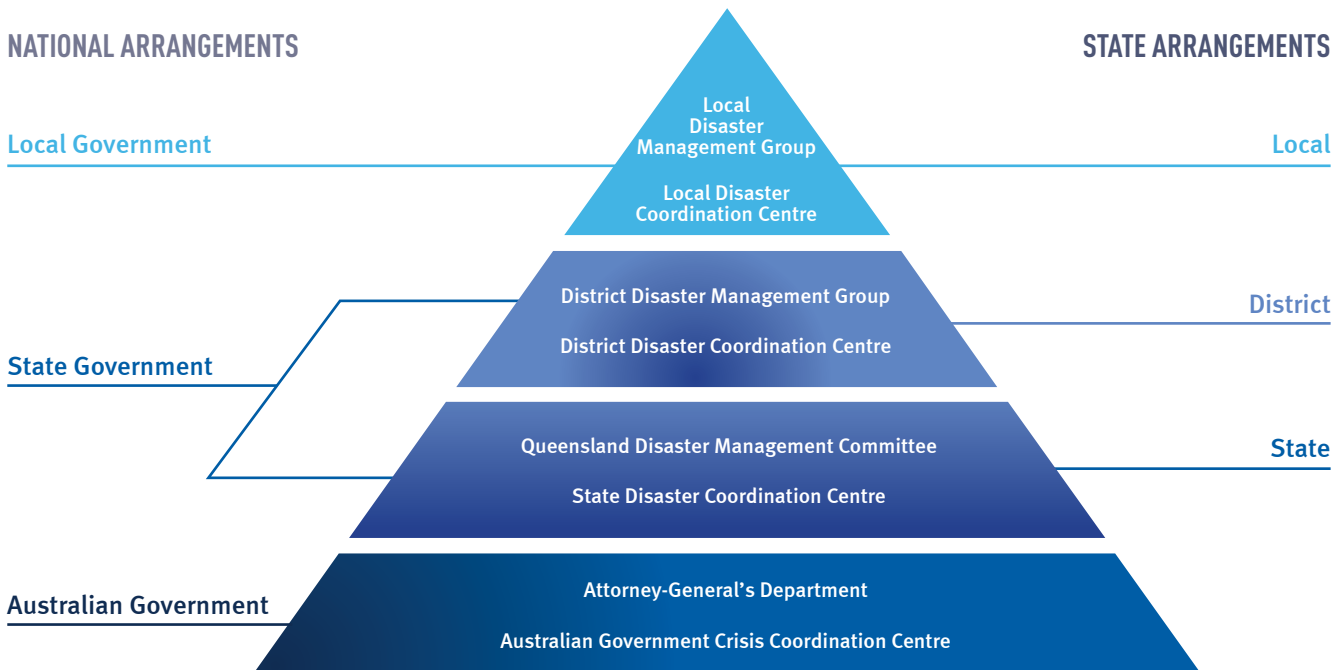 NATIONAL ARRANGEMENTS
STATE ARRANGEMENTS
Local
Disaster
Management Group
Local Government
Local
Local Disaster
Coordination Centre
District Disaster Management Group
District
District Disaster Coordination Centre
State Government
Queensland Disaster Management Committee
State
State Disaster Coordination Centre
Attorney-General’s Department
Australian Government
Australian Government Crisis Coordination Centre